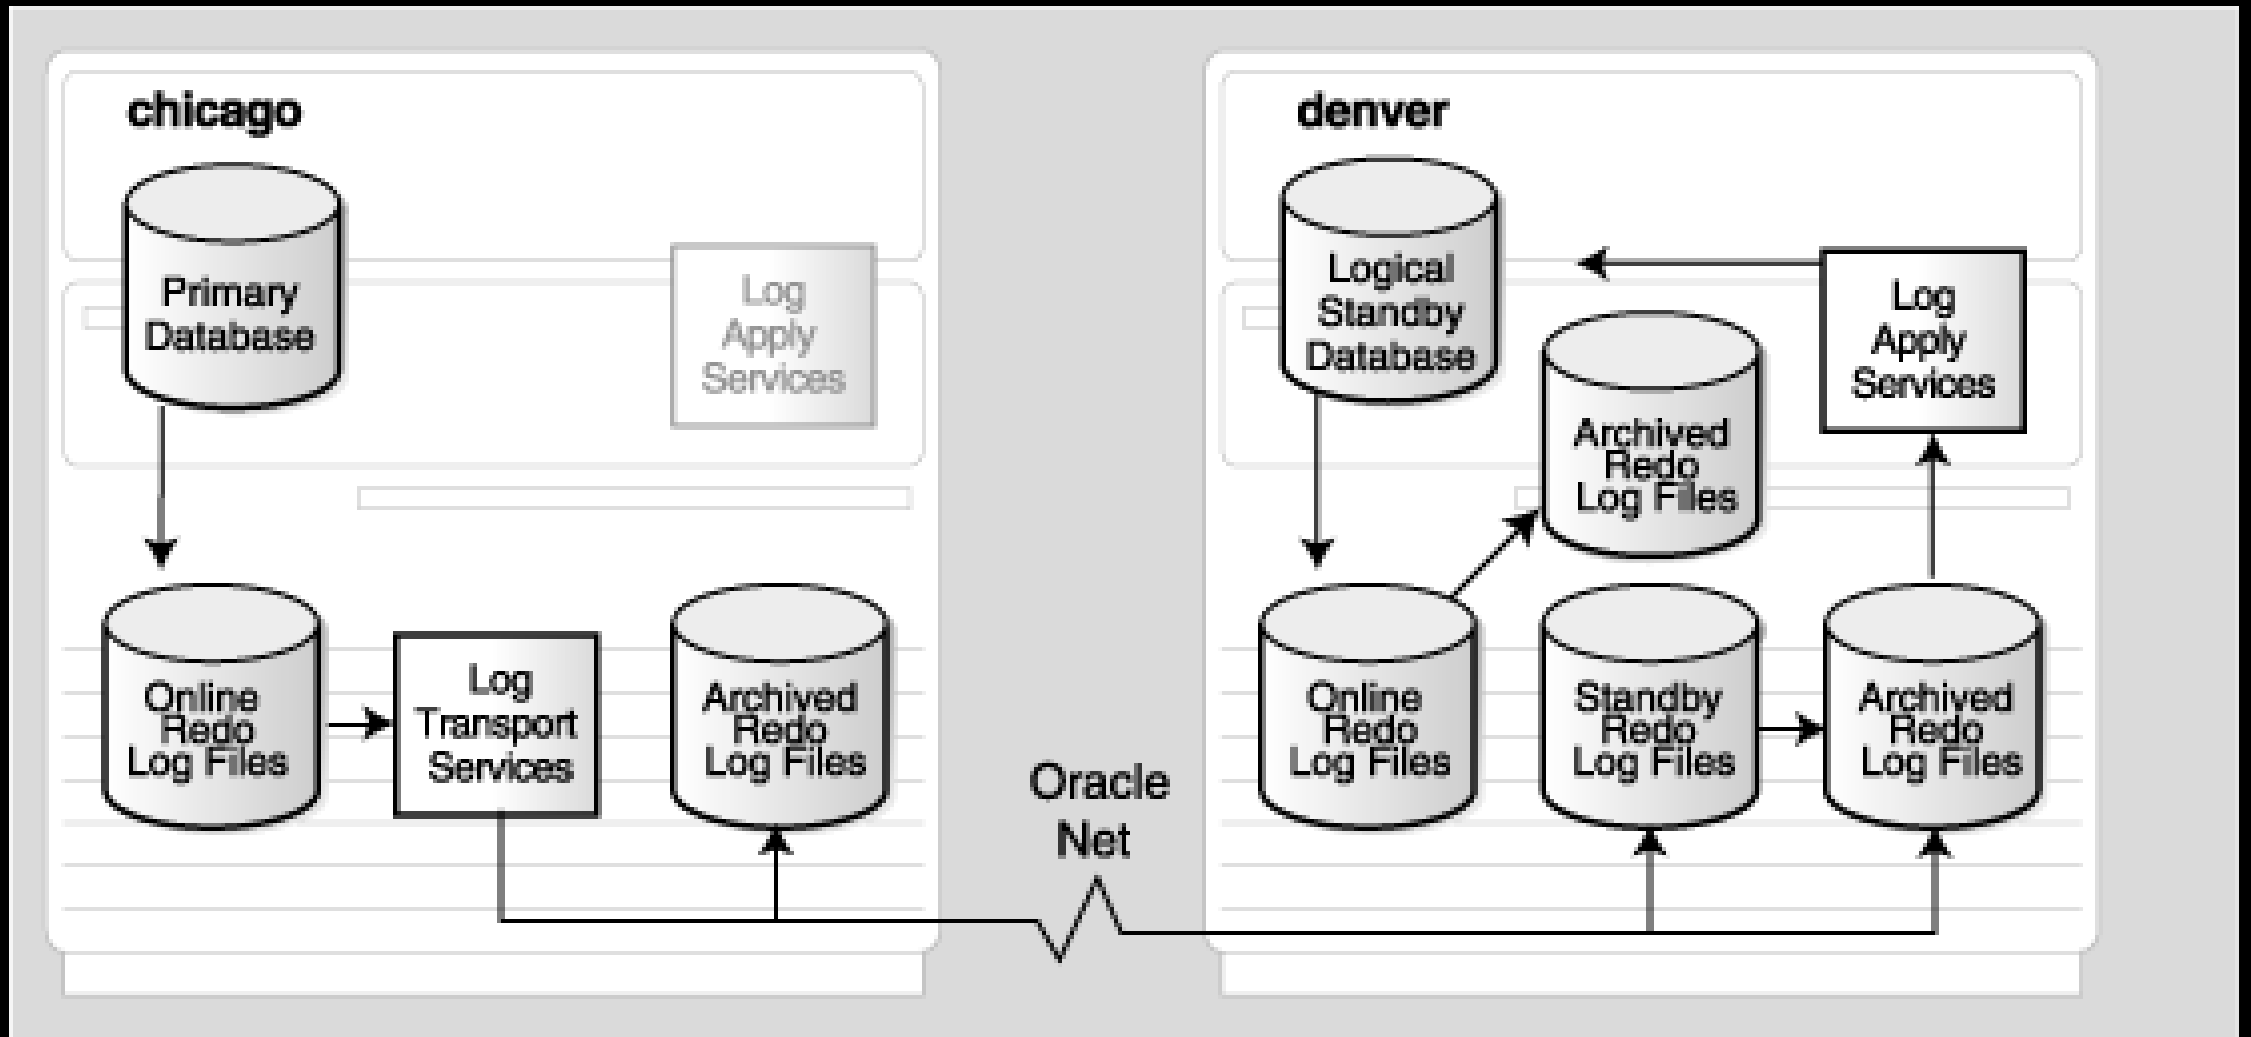 chicago
Primary
Database
Log
Apply
Services
Online
Redo
Log Files
Log
Transport
Services
Archived
Redo
Log Files
Oracle
Net
denver
Logical
Standby
Database
Archived
Redo
Log Files
Log
Apply
Services
Online
Redo
Log Files
Standby
Redo
Log Files
Archived
Redo
Log Files